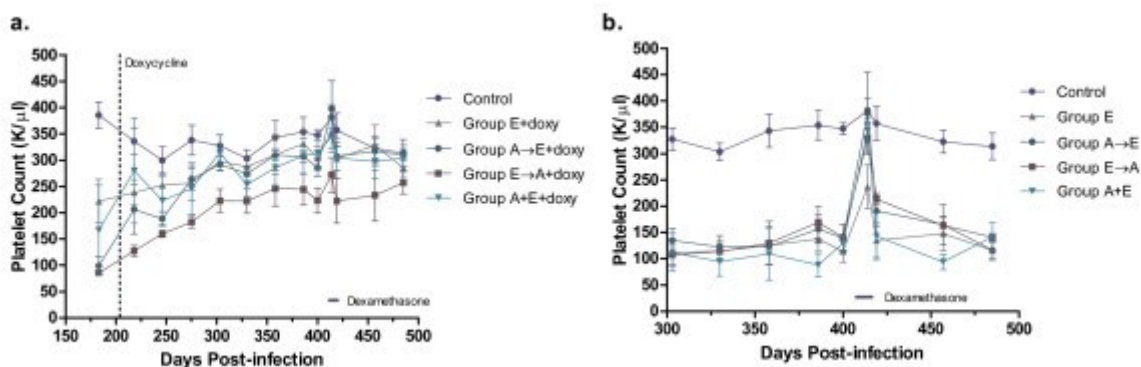 a.
Platelet Count (K/µl)
500
450
400
350
300
250
200
150
100
50
0
Doxycycline
Dexamethasone
150 200 250 300 350 400 450 500
Days Post-infection
Control
Group E+doxy
Group A→E+doxy
Group E→A+doxy
Group A+E+doxy
b.
Platelet Count (K/µl)
500
450
400
350
300
250
200
150
100
50
0
Dexamethasone
300 350 400 450 500
Days Post-infection
Control
Group E
Group A→E
Group E→A
Group A+E